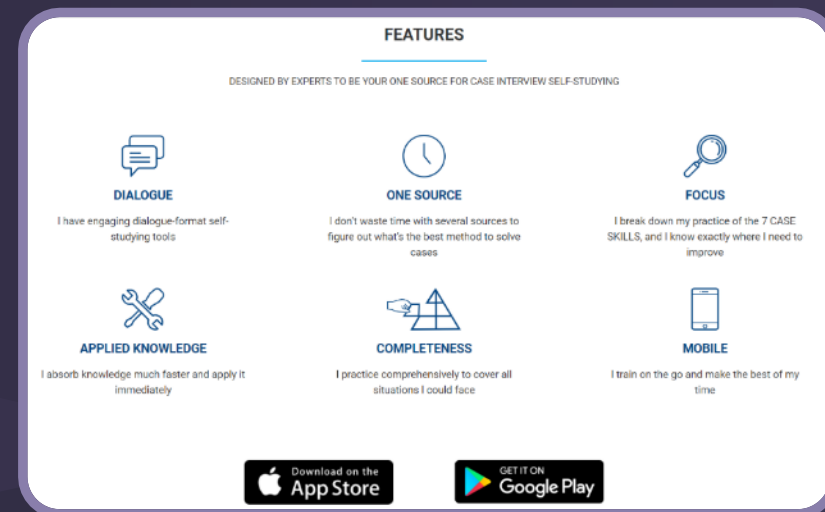 FEATURES
DESIGNED BY EXPERTS TO BE YOUR ONE SOURCE FOR CASE INTERVIEW SELF-STUDYING
DIALOGUE
I have engaging dialogue-format self-
studying tools
ONE SOURCE
I don't waste time with several sources to
figure out what's the best method to solve
cases
FOCUS
I break down my practice of the 7 CASE
SKILLS, and I know exactly where I need to
improve
APPLIED KNOWLEDGE
I absorb knowledge much faster and apply it
immediately
COMPLETENESS
I practice comprehensively to cover all
situations I could face
MOBILE
I train on the go and make the best of my
time
Download on the
App Store
GET IT ON
Google Play